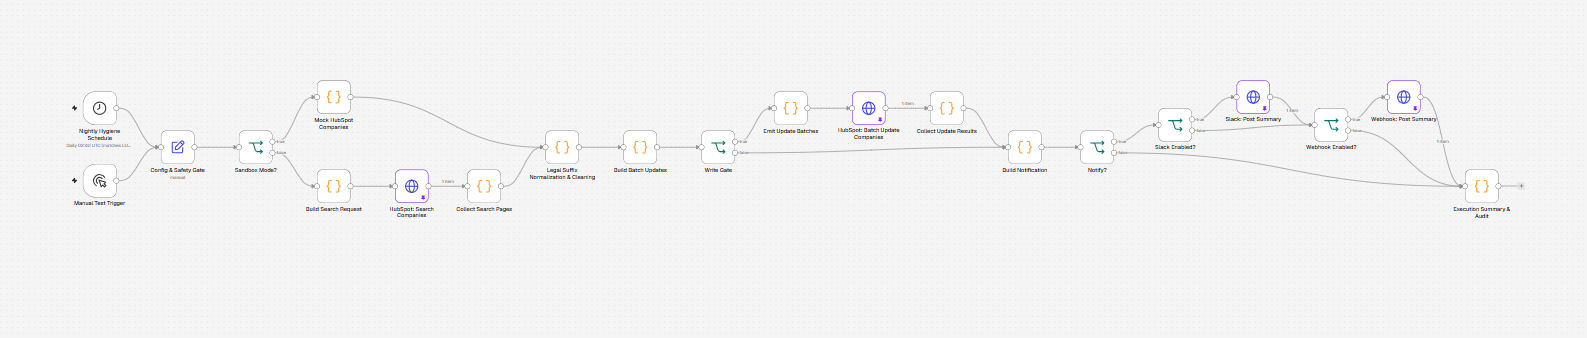 Nightly Hygiene
Schedule
Manual Test Trigger
Config & Safety Gate
manual
Sandbox Mode?
true
false
Mock HubSpot
Companies
Build Search Request
HubSpot: Search
Companies
1 item
Collect Search Pages
Legal Suffix
Normalization & Cleaning
Build Batch Updates
Write Gate
true
false
Emit Update Batches
HubSpot: Batch Update
Companies
1 item
Collect Update Results
Build Notification
Notify?
true
false
Slack Enabled?
true
false
Slack: Post Summary
1 item
Webhook Enabled?
true
false
Webhook: Post Summary
1 item
Execution Summary &
Audit